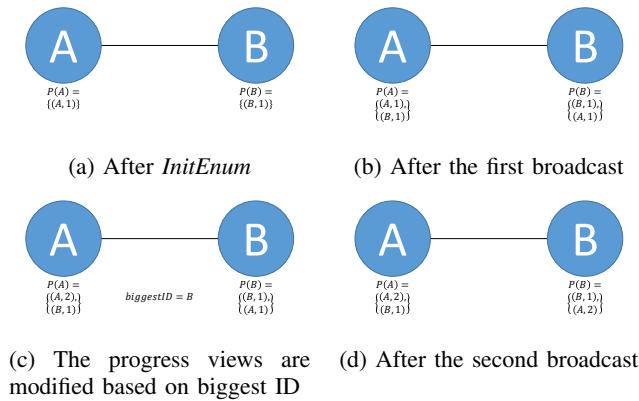 A B A B
P(A) = P(B) = P(A) = P(B) =
{(A, 1)} {(B, 1)} {(A, 1), (B, 1)} {(B, 1), (A, 1)}
(a) After InitEnum (b) After the first broadcast
A B A B
P(A) = P(B) = P(A) = P(B) =
{(A, 2), (B, 1)} biggestID = B {(B, 1), (A, 1)} {(A, 2), (B, 1)} {(B, 1), (A, 2)}
(c) The progress views are
modified based on biggest ID
(d) After the second broadcast